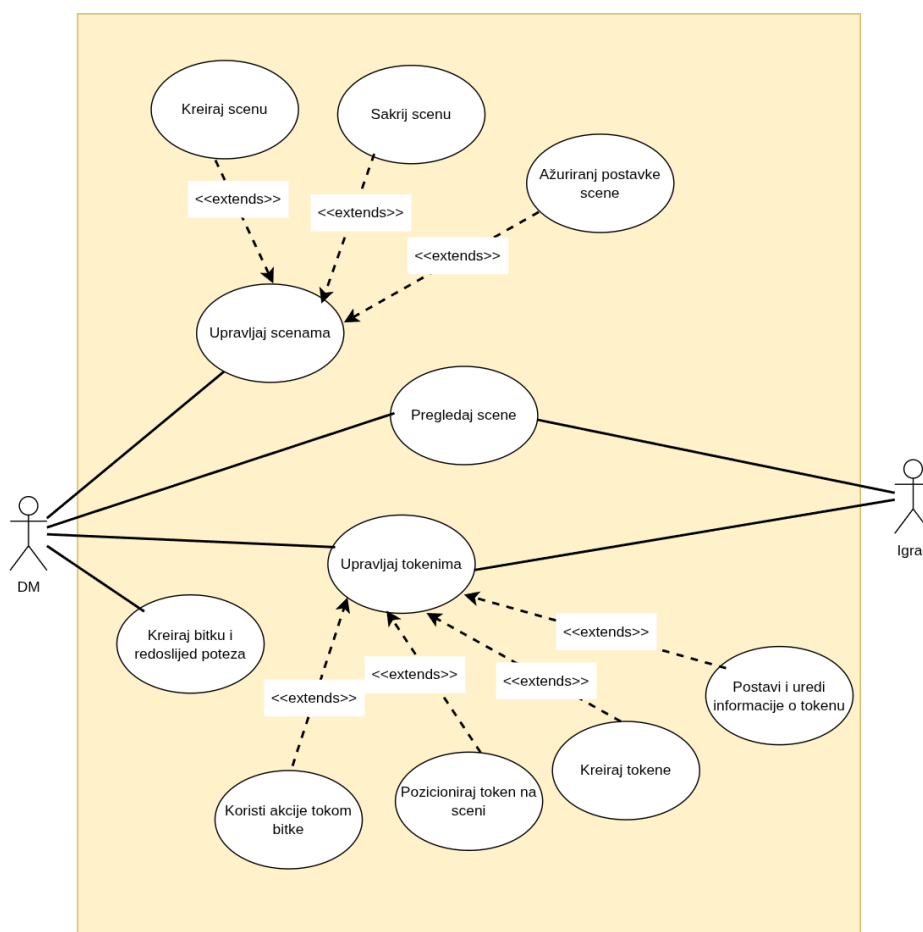 Kreiraj scenu
Sakrij scenu
Ažuriranj postavke
scene
<<extends>>
<<extends>>
<<extends>>
Upravljaj scenama
Pregledaj scene
DM
Igra
Upravljaj tokenima
Kreiraj bitku i
redoslijed poteza
<<extends>>
<<extends>>
<<extends>>
<<extends>>
Postavi i uredi
informacije o tokenu
Koristi akcije tokom
bitke
Pozicioniraj token na
sceni
Kreiraj tokene